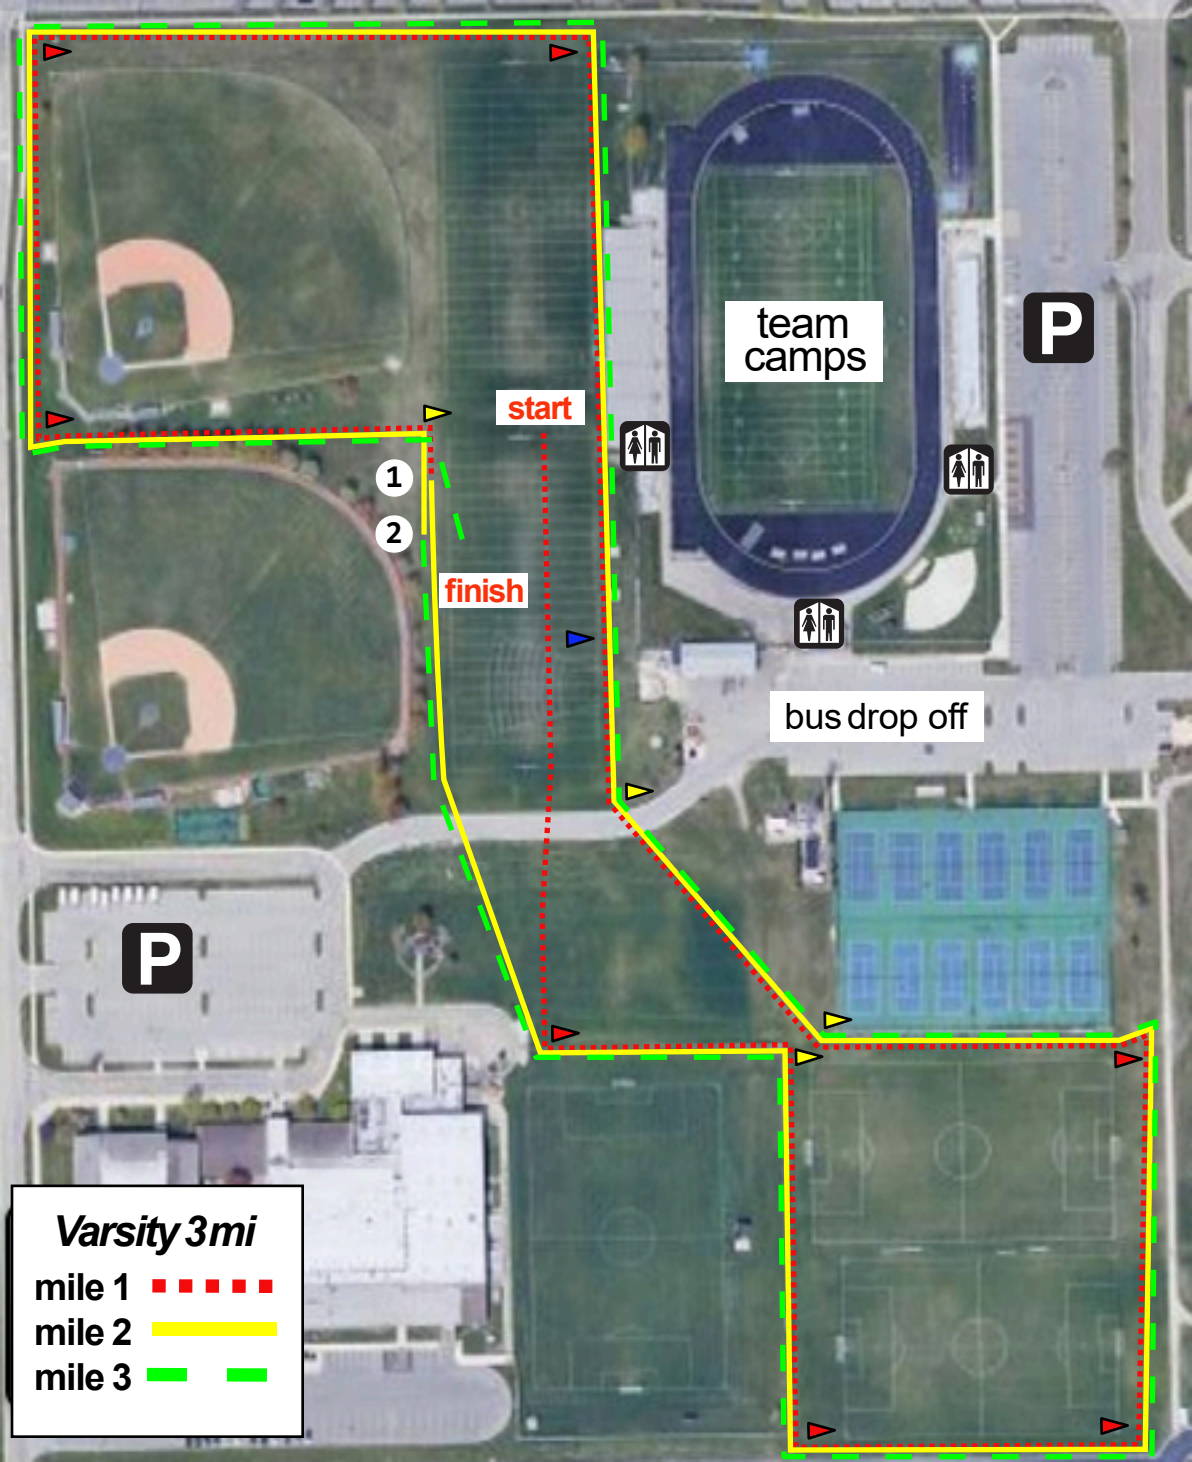 team
camps
P
start
1
2
finish
bus drop off
P
Varsity 3mi
mile 1
mile 2
mile 3